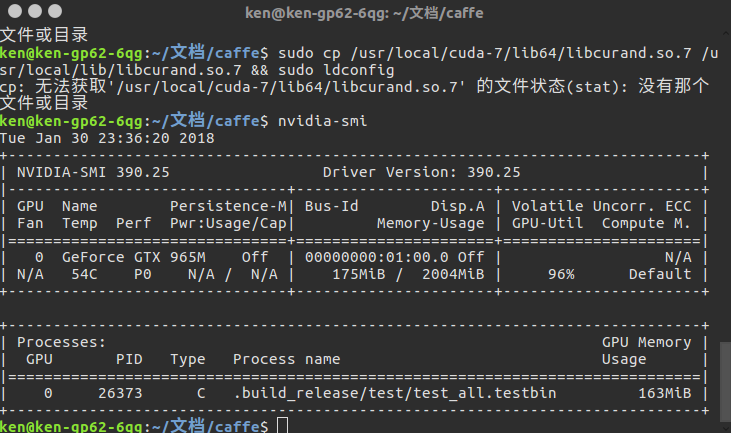 ken@ken-gp62-6qg: ~/文档/caffe
文件或目录
ken@ken-gp62-6qg:~/文档/caffe$ sudo cp /usr/local/cuda-7/lib64/libcurand.so.7 /u
sr/local/lib/libcurand.so.7 && sudo ldconfig
cp: 无法获取'/usr/local/cuda-7/lib64/libcurand.so.7' 的文件状态(stat): 没有那个
文件或目录
ken@ken-gp62-6qg:~/文档/caffe$ nvidia-smi
Tue Jan 30 23:36:20 2018
+-----------------------------------------------------------------------------+
| NVIDIA-SMI 390.25                 Driver Version: 390.25                    |
|-------------------------------+----------------------+----------------------+
| GPU  Name        Persistence-M| Bus-Id        Disp.A | Volatile Uncorr. ECC |
| Fan  Temp  Perf  Pwr:Usage/Cap|         Memory-Usage | GPU-Util  Compute M. |
|===============================+======================+======================|
|   0  GeForce GTX 965M    Off  | 00000000:01:00.0 Off |                  N/A |
| N/A   54C    P0    N/A /  N/A |    175MiB /  2004MiB |     96%      Default |
+-------------------------------+----------------------+----------------------+
+-----------------------------------------------------------------------------+
| Processes:                                                       GPU Memory |
|  GPU       PID   Type   Process name                             Usage      |
|=============================================================================|
|    0     26373      C   .build_release/test/test_all.testbin         163MiB |
+-----------------------------------------------------------------------------+
ken@ken-gp62-6qg:~/文档/caffe$